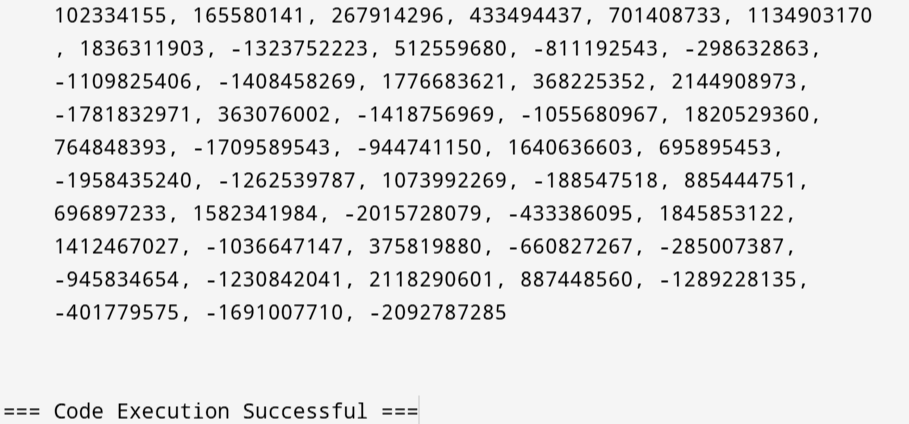 102334155, 165580141, 267914296, 433494437, 701408733, 1134903170
, 1836311903, -1323752223, 512559680, -811192543, -298632863,
-1109825406, -1408458269, 1776683621, 368225352, 2144908973,
-1781832971, 363076002, -1418756969, -1055680967, 1820529360,
764848393, -1709589543, -944741150, 1640636603, 695895453,
-1958435240, -1262539787, 1073992269, -188547518, 885444751,
696897233, 1582341984, -2015728079, -433386095, 1845853122,
1412467027, -1036647147, 375819880, -660827267, -285007387,
-945834654, -1230842041, 2118290601, 887448560, -1289228135,
-401779575, -1691007710, -2092787285
=== Code Execution Successful ===